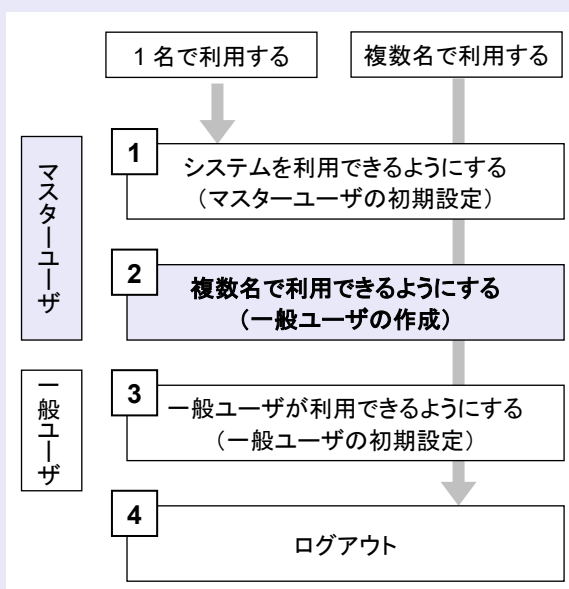 1 名で利用する
複数名で利用する
マスターユーザ
1
システムを利用できるようにする
（マスターユーザの初期設定）
2
複数名で利用できるようにする
（一般ユーザの作成）
一般ユーザ
3
一般ユーザが利用できるようにする
（一般ユーザの初期設定）
4
ログアウト